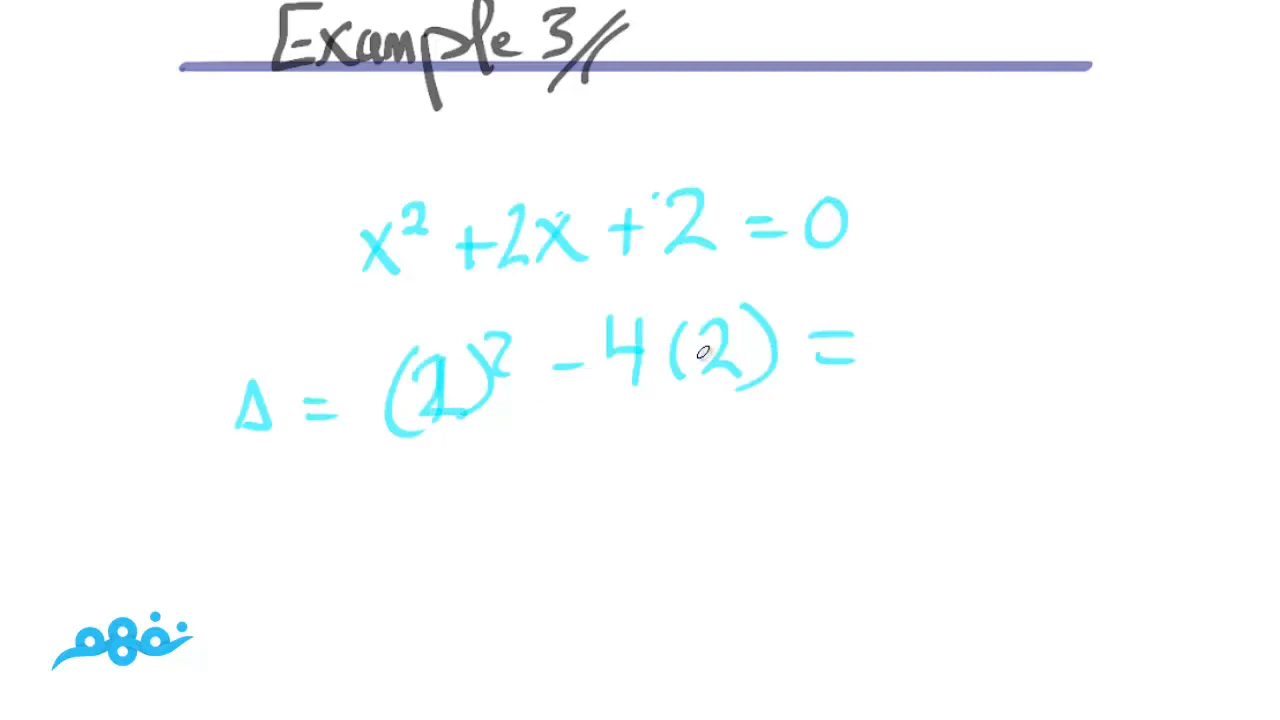 Example 3
x² + 2x + 2 = 0
Δ = (2)² - 4(2) =
نفهم